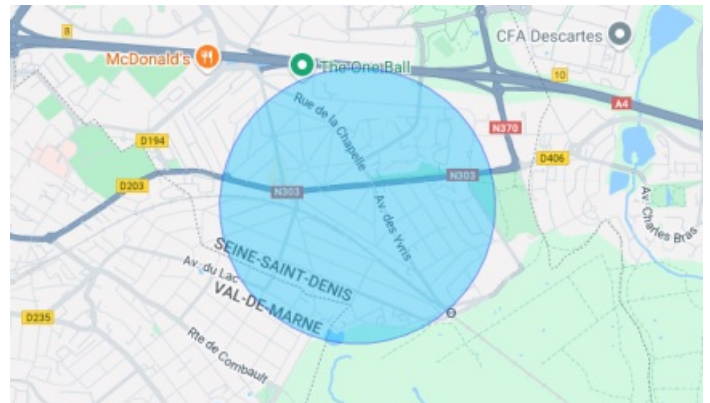 8
McDonald's
The One Ball
CFA Descartes
10
A4
Rue de la Chapelle
N370
D194
D406
D203
N303
N303
Av. des Yvris
Av. Charles Bras
SEINE-SAINT-DENIS
Av. du Lac
VAL-DE-MARNE
D235
Rte de Combault